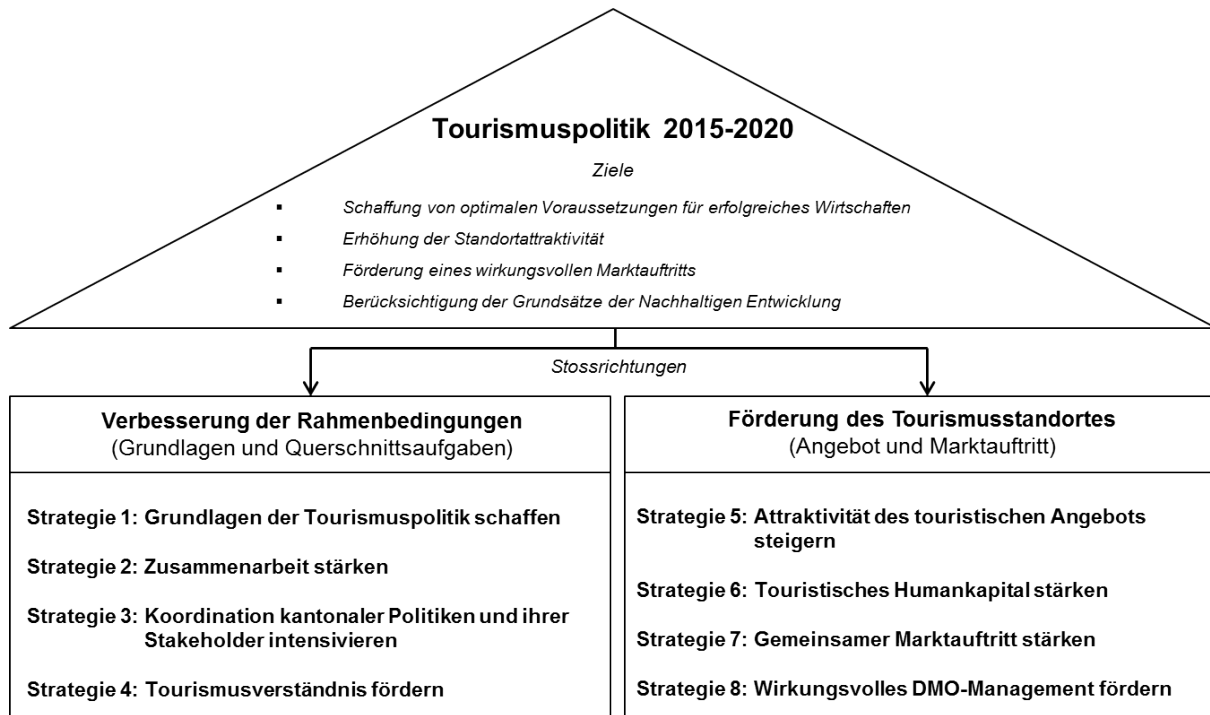 Tourismuspolitik 2015-2020
Ziele
▪ Schaffung von optimalen Voraussetzungen für erfolgreiches Wirtschaften
▪ Erhöhung der Standortattraktivität
▪ Förderung eines wirkungsvollen Marktauftritts
▪ Berücksichtigung der Grundsätze der Nachhaltigen Entwicklung
Stossrichtungen
Verbesserung der Rahmenbedingungen
(Grundlagen und Querschnittsaufgaben)
Strategie 1: Grundlagen der Tourismuspolitik schaffen
Strategie 2: Zusammenarbeit stärken
Strategie 3: Koordination kantonaler Politiken und ihrer
Stakeholder intensivieren
Strategie 4: Tourismusverständnis fördern
Förderung des Tourismusstandortes
(Angebot und Marktauftritt)
Strategie 5: Attraktivität des touristischen Angebots
steigern
Strategie 6: Touristisches Humankapital stärken
Strategie 7: Gemeinsamer Marktauftritt stärken
Strategie 8: Wirkungsvolles DMO-Management fördern